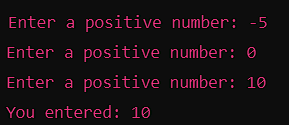 Enter a positive number: -5
Enter a positive number: 0
Enter a positive number: 10
You entered: 10